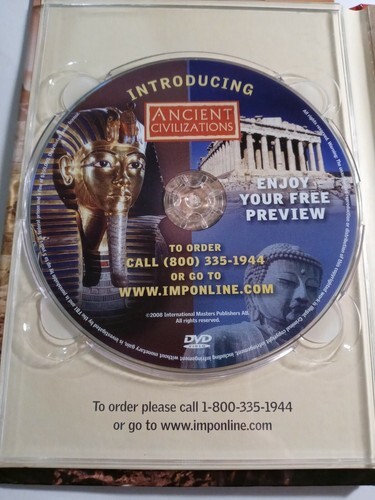 INTRODUCING
ANCIENT
CIVILIZATIONS
ENJOY
YOUR FREE
PREVIEW
TO ORDER
CALL (800) 335-1944
OR GO TO
WWW.IMPONLINE.COM
©2008 International Masters Publishers AB.
All rights reserved.
DVD
VIDEO
To order please call 1-800-335-1944
or go to www.imponline.com